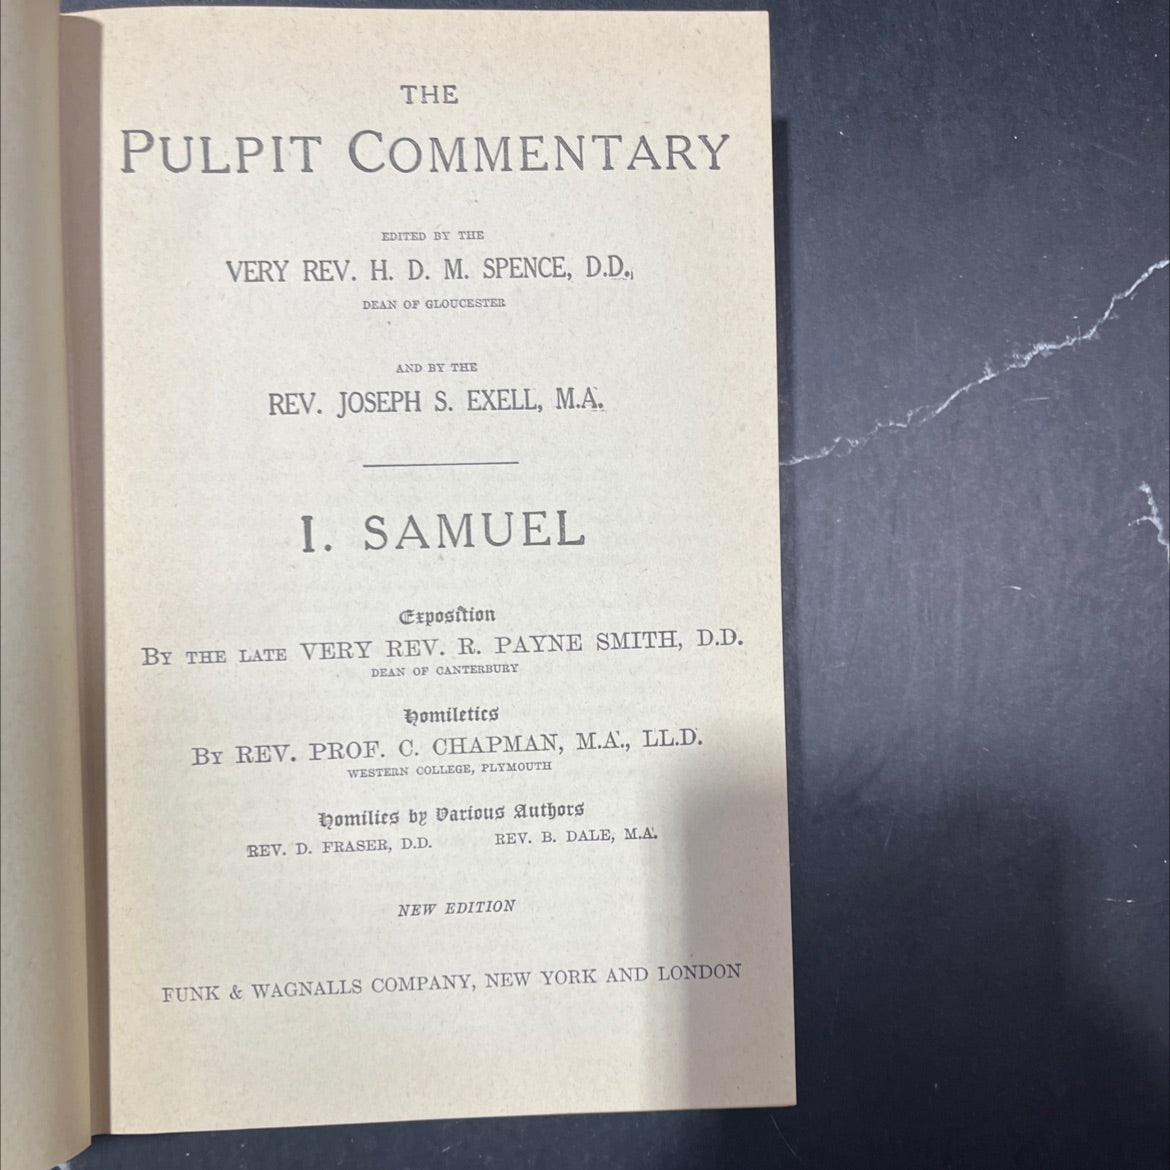 THE
PULPIT COMMENTARY
EDITED BY THE
VERY REV. H. D. M. SPENCE, D.D.,
DEAN OF GLOUCESTER
AND BY THE
REV. JOSEPH S. EXELL, M.A.
I. SAMUEL
Exposition
BY THE LATE VERY REV. R. PAYNE SMITH, D.D.
DEAN OF CANTERBURY
Homiletics
BY REV. PROF. C. CHAPMAN, M.A., LL.D.
WESTERN COLLEGE, PLYMOUTH
Homilies by Various Authors
REV. D. FRASER, D.D. REV. B. DALE, M.A.
NEW EDITION
FUNK & WAGNALLS COMPANY, NEW YORK AND LONDON